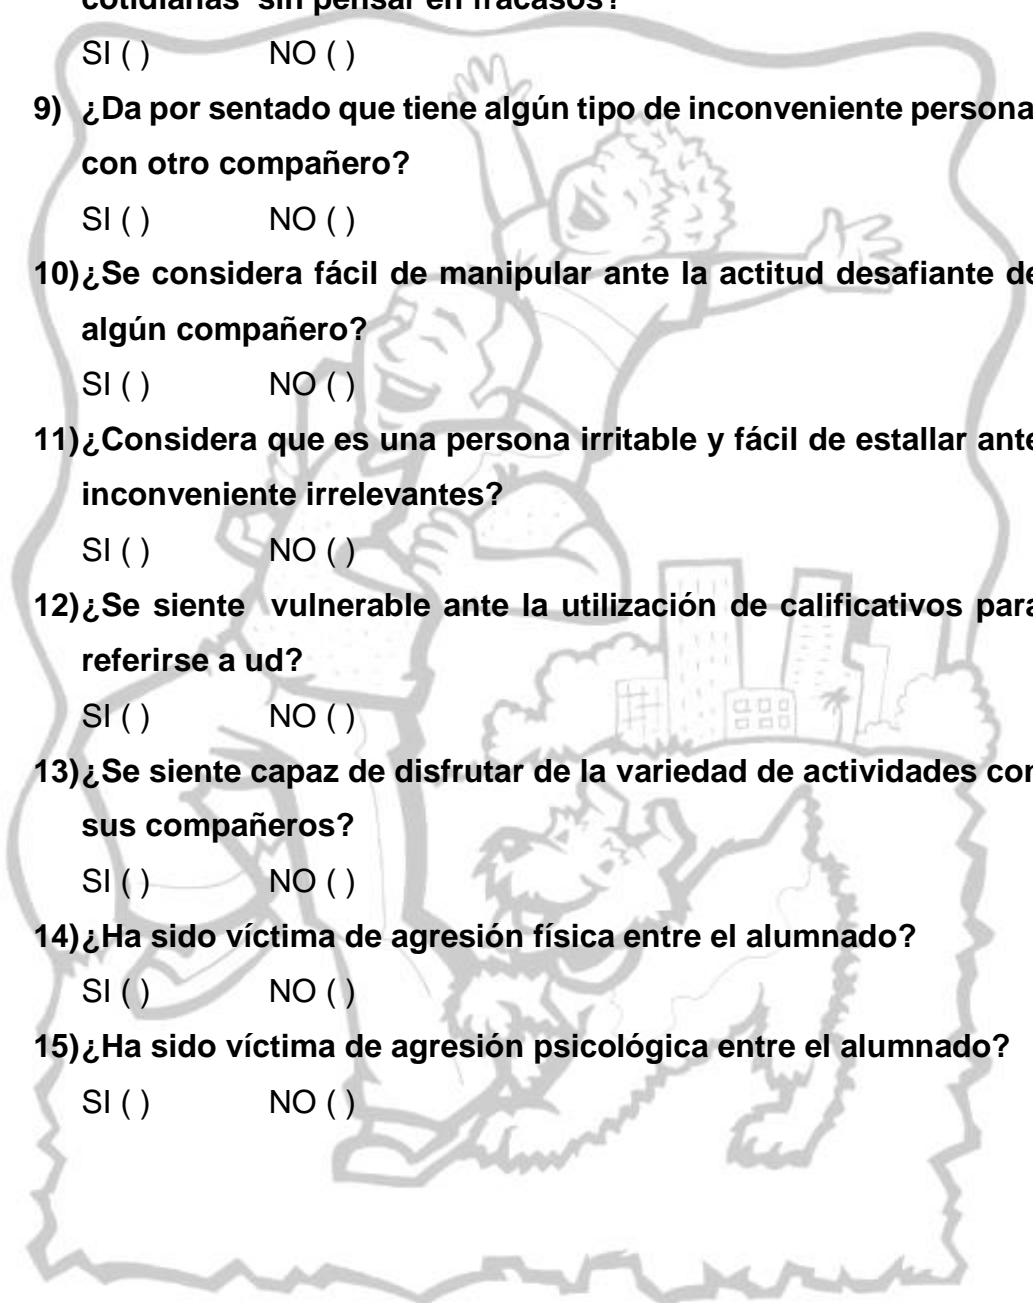 cotidianas sin pensar en fracasos?
SI ( ) NO ( )
9) ¿Da por sentado que tiene algún tipo de inconveniente persona
con otro compañero?
SI ( ) NO ( )
10)¿Se considera fácil de manipular ante la actitud desafiante de
algún compañero?
SI ( ) NO ( )
11)¿Considera que es una persona irritable y fácil de estallar ante
inconveniente irrelevantes?
SI ( ) NO ( )
12)¿Se siente vulnerable ante la utilización de calificativos para
referirse a ud?
SI ( ) NO ( )
13)¿Se siente capaz de disfrutar de la variedad de actividades con
sus compañeros?
SI ( ) NO ( )
14)¿Ha sido víctima de agresión física entre el alumnado?
SI ( ) NO ( )
15)¿Ha sido víctima de agresión psicológica entre el alumnado?
SI ( ) NO ( )